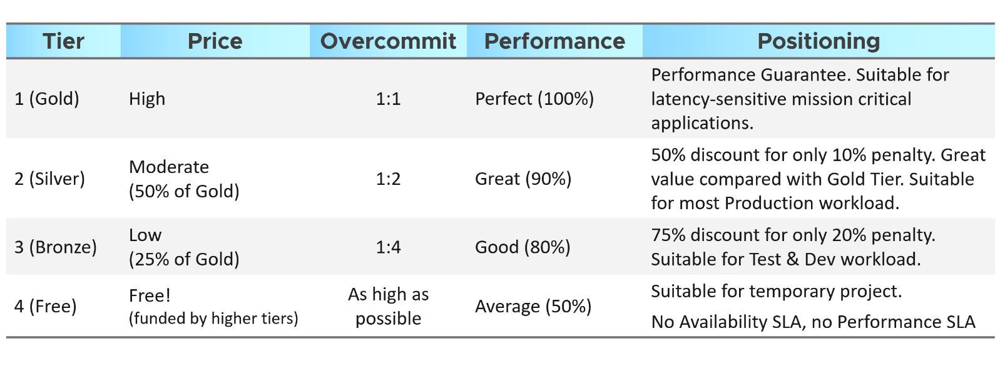 Tier Price Overcommit Performance Positioning
1 (Gold) High 1:1 Perfect (100%) Performance Guarantee. Suitable for
latency-sensitive mission critical
applications.
2 (Silver) Moderate
(50% of Gold) 1:2 Great (90%) 50% discount for only 10% penalty. Great
value compared with Gold Tier. Suitable
for most Production workload.
3 (Bronze) Low
(25% of Gold) 1:4 Good (80%) 75% discount for only 20% penalty.
Suitable for Test & Dev workload.
4 (Free) Free!
(funded by higher tiers) As high as
possible Average (50%) Suitable for temporary project.
No Availability SLA, no Performance SLA